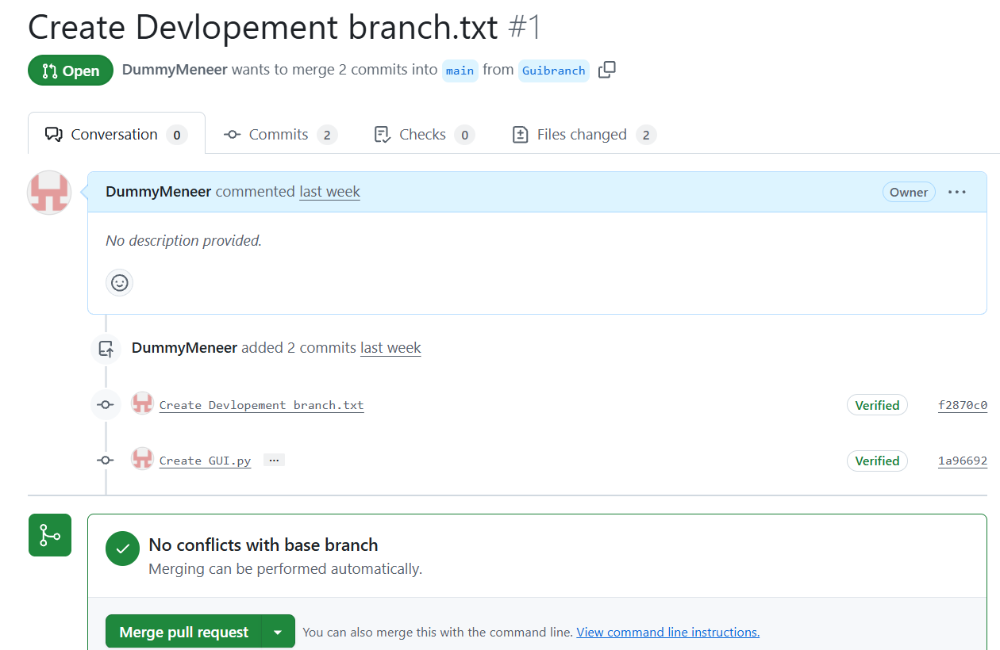 Create Devlopement branch.txt #1
Open DummyMeneer wants to merge 2 commits into main from Guibranch
Conversation 0 Commits 2 Checks 0 Files changed 2
DummyMeneer commented last week Owner ...
No description provided.
DummyMeneer added 2 commits last week
Create Devlopement branch.txt Verified f2870c0
Create GUI.py ... Verified 1a96692
No conflicts with base branch
Merging can be performed automatically.
Merge pull request You can also merge this with the command line. View command line instructions.